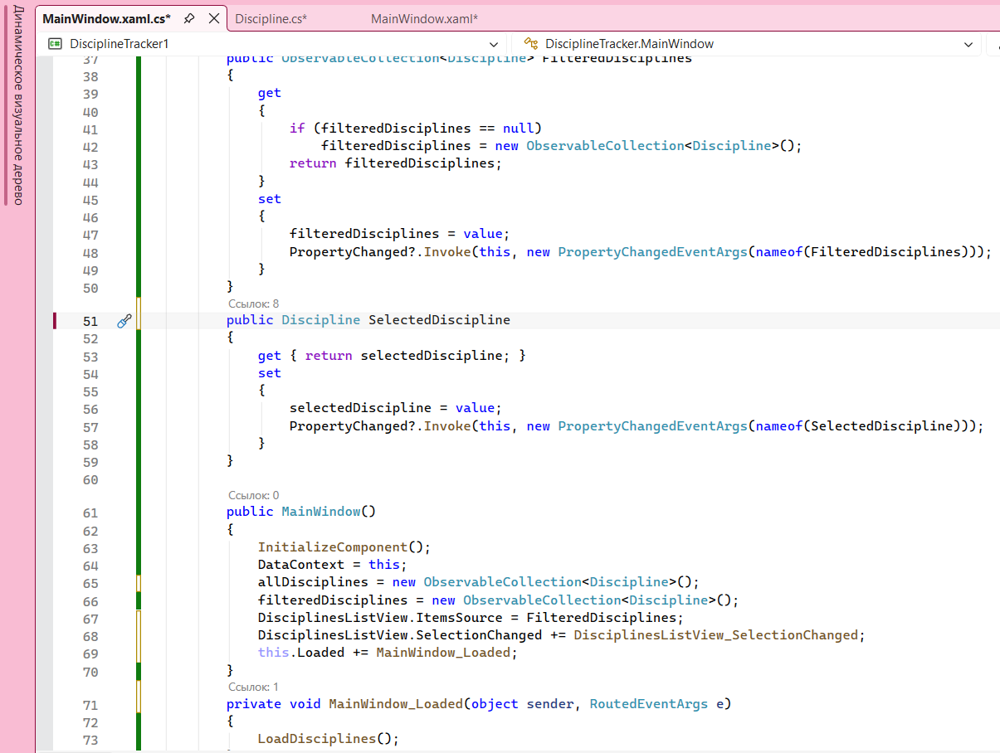 Динамическое визуальное дерево
MainWindow.xaml.cs* Discipline.cs* MainWindow.xaml*
C# DisciplineTracker1 DisciplineTracker.MainWindow
37 public ObservableCollection<Discipline> FilteredDisciplines
38 {
39 get
40 {
41 if (filteredDisciplines == null)
42 filteredDisciplines = new ObservableCollection<Discipline>();
43 return filteredDisciplines;
44 }
45 set
46 {
47 filteredDisciplines = value;
48 PropertyChanged?.Invoke(this, new PropertyChangedEventArgs(nameof(FilteredDisciplines)));
49 }
50 }
Ссылок: 8
51 public Discipline SelectedDiscipline
52 {
53 get { return selectedDiscipline; }
54 set
55 {
56 selectedDiscipline = value;
57 PropertyChanged?.Invoke(this, new PropertyChangedEventArgs(nameof(SelectedDiscipline)));
58 }
59 }
60
Ссылок: 0
61 public MainWindow()
62 {
63 InitializeComponent();
64 DataContext = this;
65 allDisciplines = new ObservableCollection<Discipline>();
66 filteredDisciplines = new ObservableCollection<Discipline>();
67 DisciplinesListView.ItemsSource = FilteredDisciplines;
68 DisciplinesListView.SelectionChanged += DisciplinesListView_SelectionChanged;
69 this.Loaded += MainWindow_Loaded;
70 }
Ссылок: 1
71 private void MainWindow_Loaded(object sender, RoutedEventArgs e)
72 {
73 LoadDisciplines();